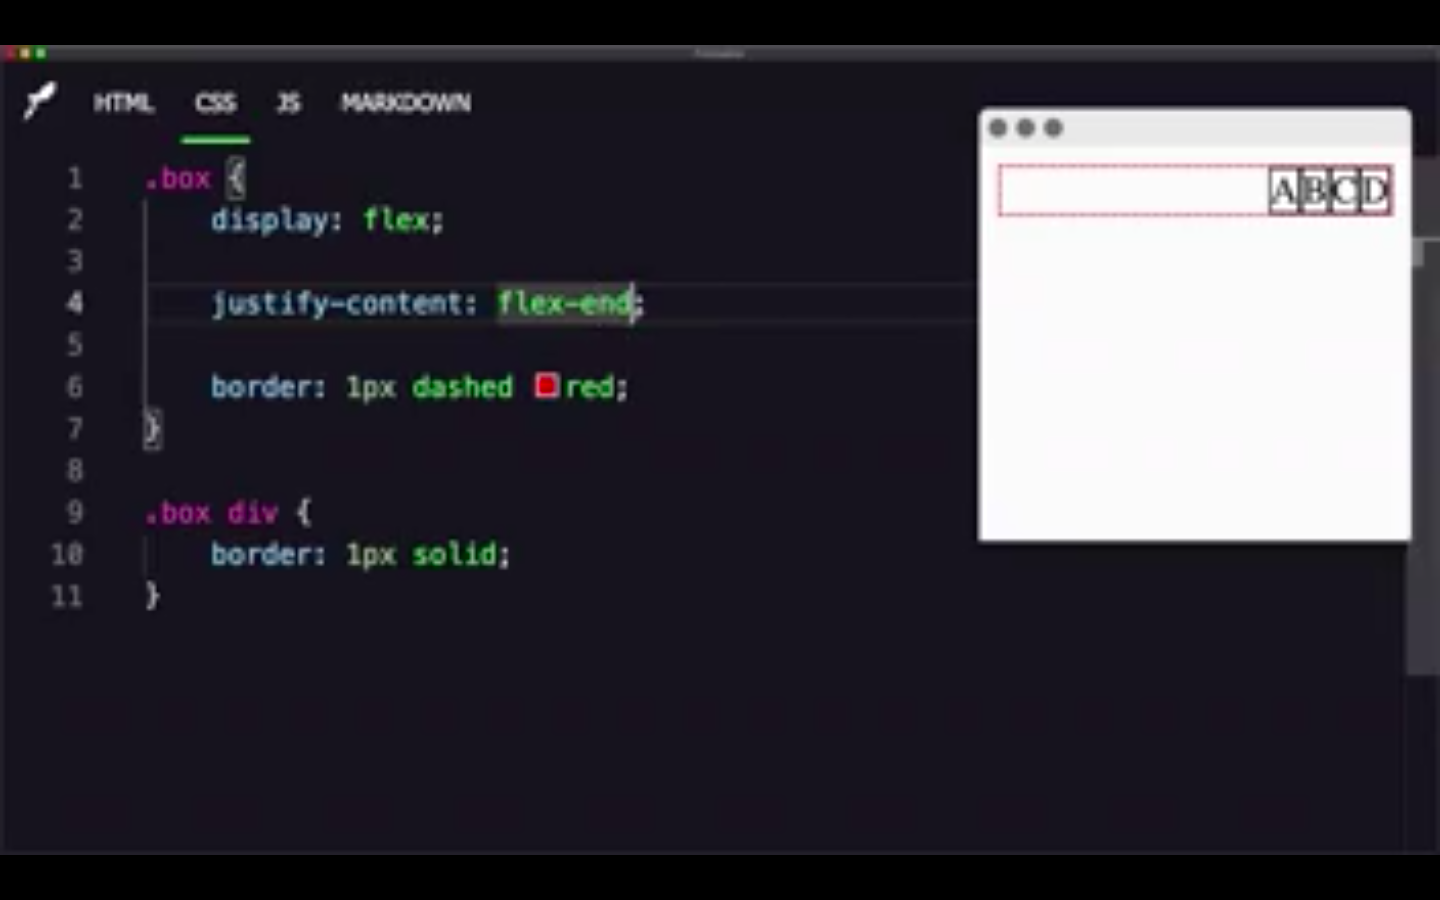 HTML CSS JS MARKDOWN
1 .box {
2 display: flex;
3
4 justify-content: flex-end;
5
6 border: 1px dashed red;
7 }
8
9 .box div {
10 border: 1px solid;
11 }
ABCD